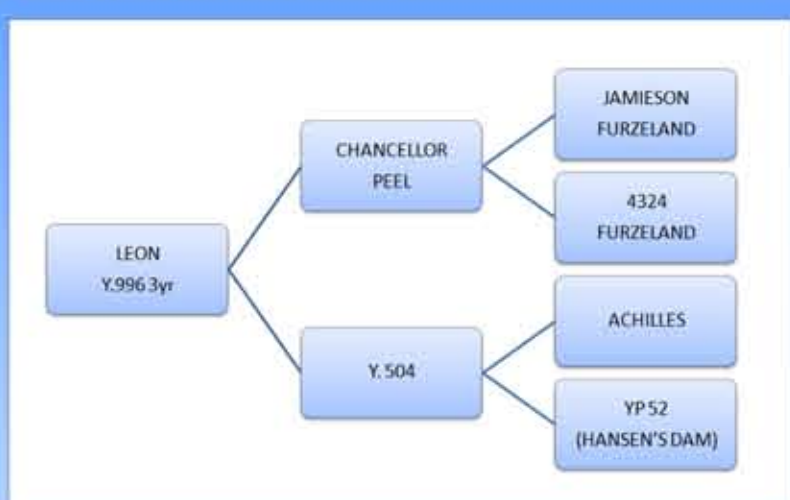 LEON
Y.996 3yr
CHANCELLOR
PEEL
Y. 504
JAMIESON
FURZELAND
4324
FURZELAND
ACHILLES
YP 52
(HANSEN'S DAM)